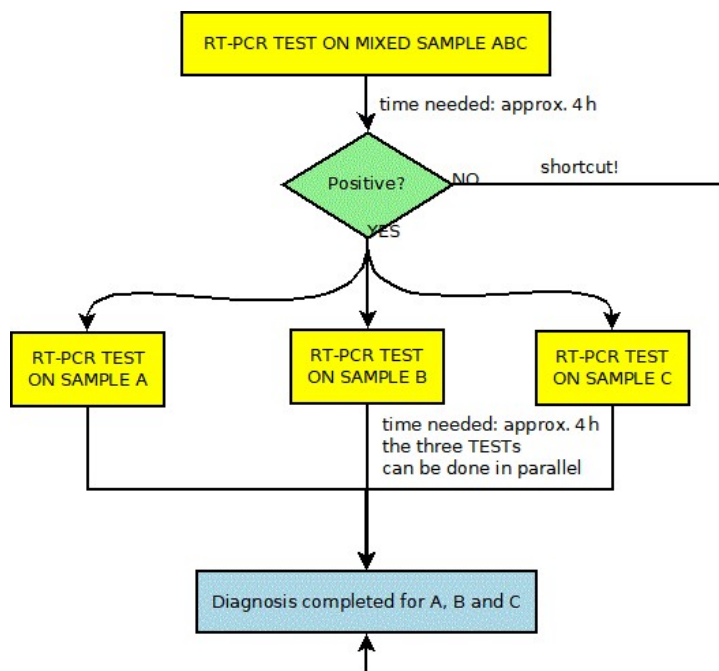 RT-PCR TEST ON MIXED SAMPLE ABC
time needed: approx. 4h
Positive?
NO
shortcut!
YES
RT-PCR TEST
ON SAMPLE A
RT-PCR TEST
ON SAMPLE B
RT-PCR TEST
ON SAMPLE C
time needed: approx. 4h
the three TESTs
can be done in parallel
Diagnosis completed for A, B and C